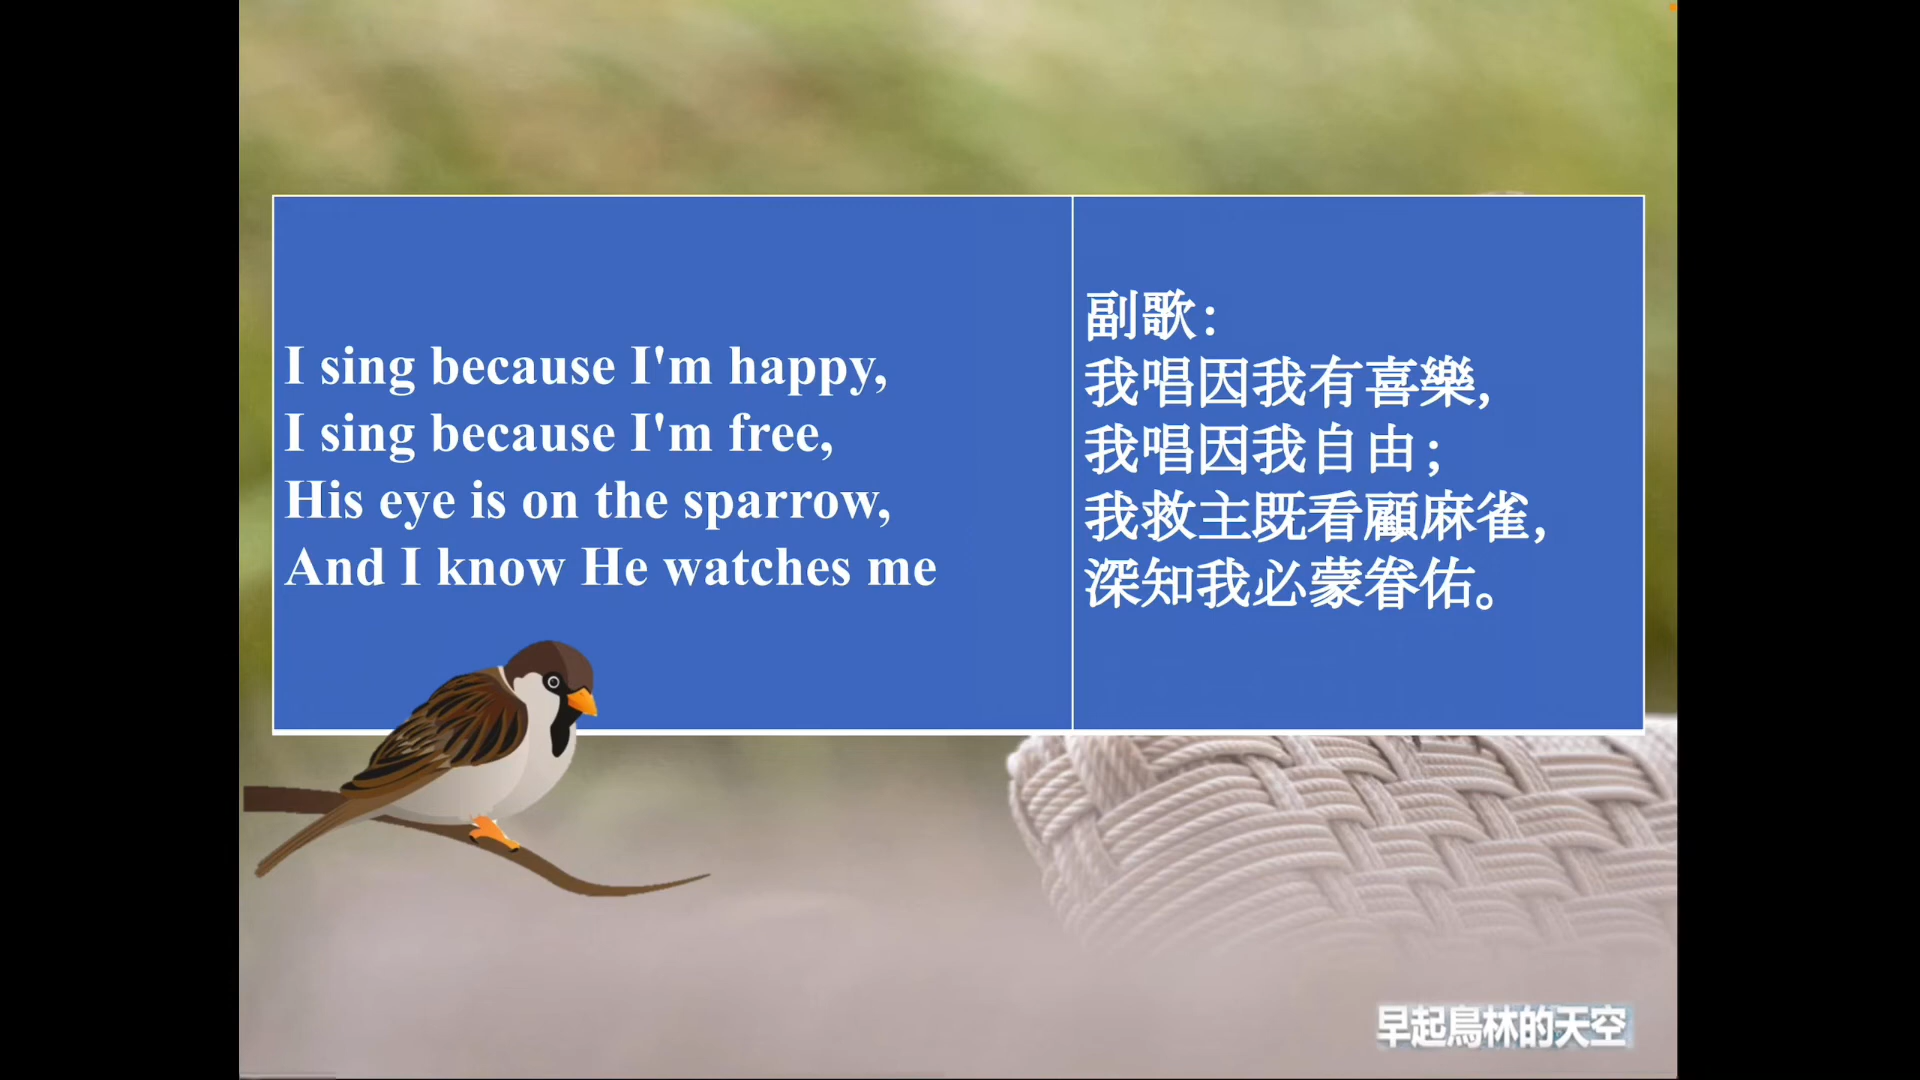 I sing because I'm happy,
I sing because I'm free,
His eye is on the sparrow,
And I know He watches me
副歌：
我唱因我有喜樂,
我唱因我自由；
我救主既看顧麻雀,
深知我必蒙眷佑。
早起鳥林的天空